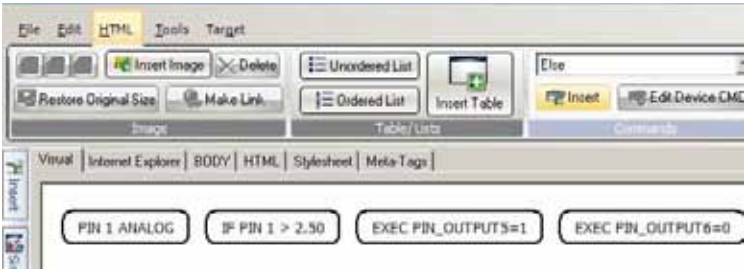 File Edit HTML Tools Target
Insert Image Delete Unordered List Else
Restore Original Size Make Link Ordered List Insert Table Insert Edit Device CMD
Image Table/Lists Commands
Visual Internet Explorer BODY HTML Stylesheet Meta-Tags
Insert
PIN 1 ANALOG IF PIN 1 > 2.50 EXEC PIN_OUTPUT5=1 EXEC PIN_OUTPUT6=0